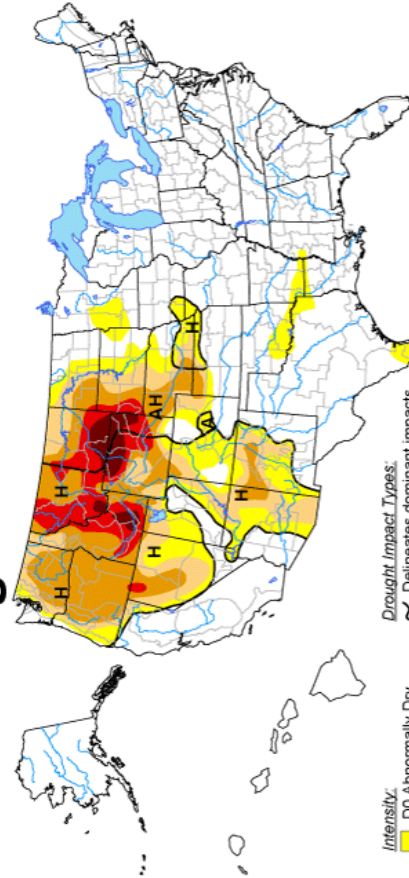 H
H
H
AH
H
A
H
Intensity:
D0 Abnormally Dry
Drought Impact Types:
Delineates dominant impacts